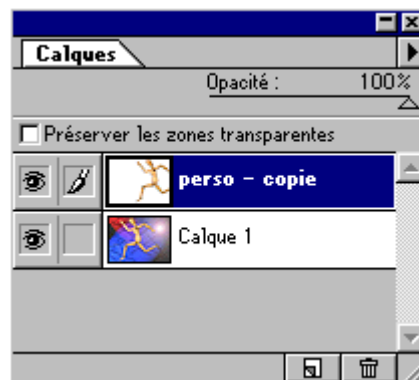 Calques
Opacité : 100%
Préserver les zones transparentes
perso - copie
Calque 1